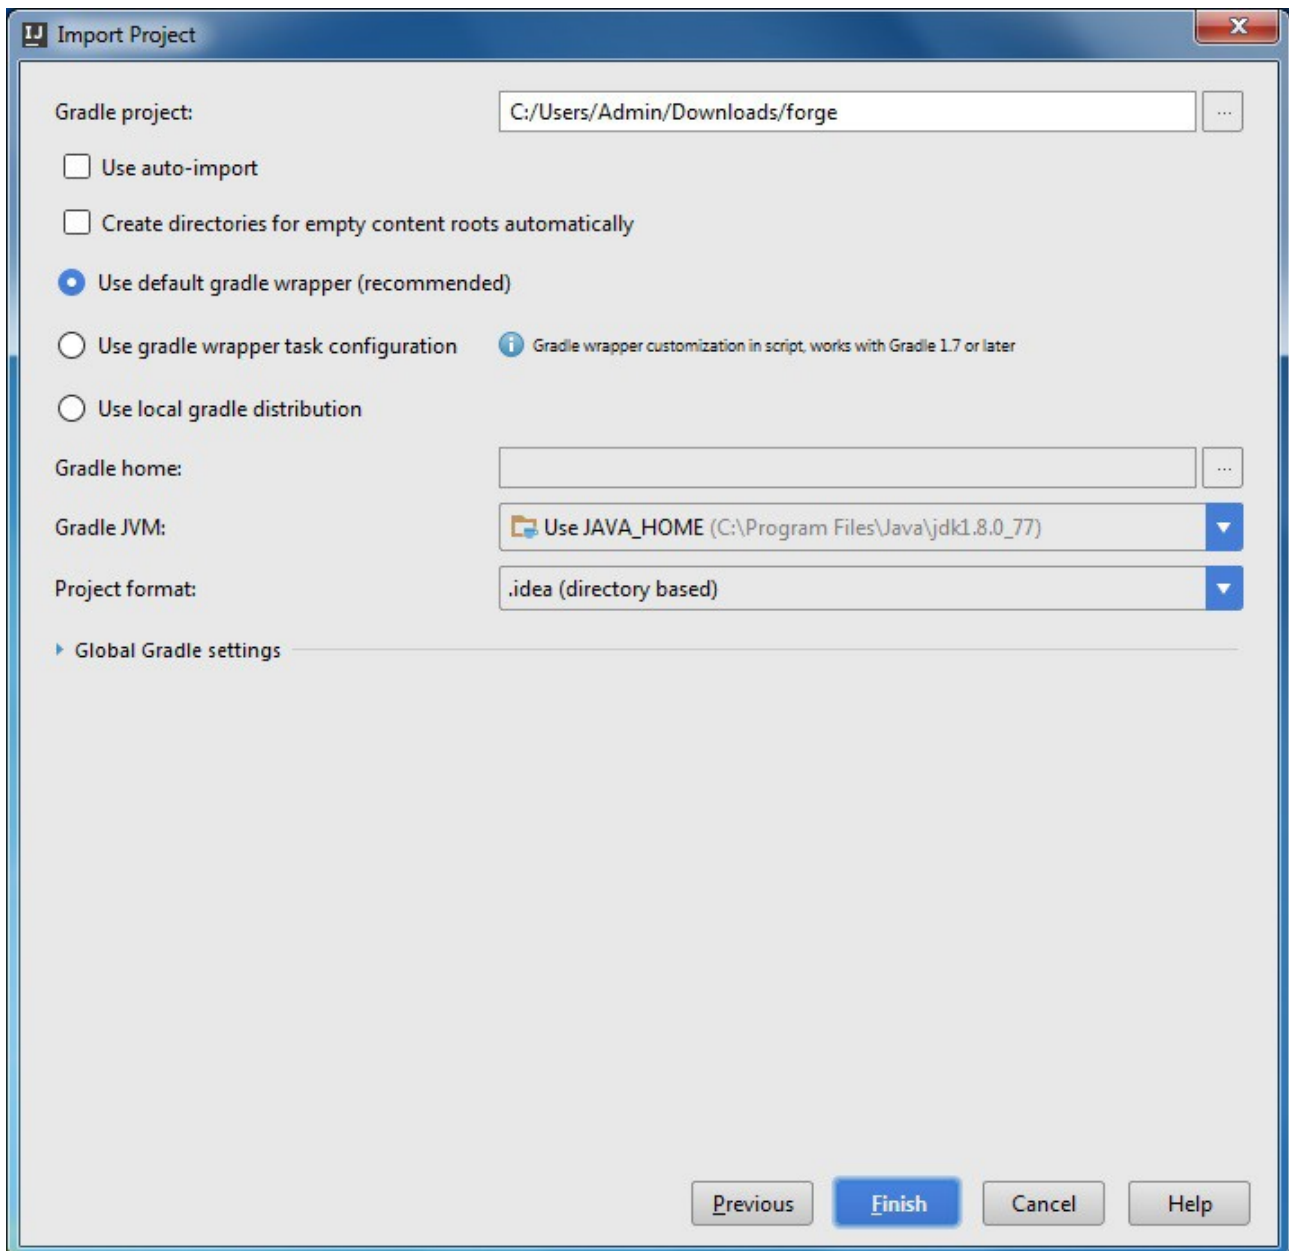 IJ Import Project
Gradle project: C:/Users/Admin/Downloads/forge ...
Use auto-import
Create directories for empty content roots automatically
Use default gradle wrapper (recommended)
Use gradle wrapper task configuration i Gradle wrapper customization in script, works with Gradle 1.7 or later
Use local gradle distribution
Gradle home: ...
Gradle JVM: Use JAVA_HOME (C:\Program Files\Java\jdk1.8.0_77)
Project format: .idea (directory based)
Global Gradle settings
Previous Finish Cancel Help